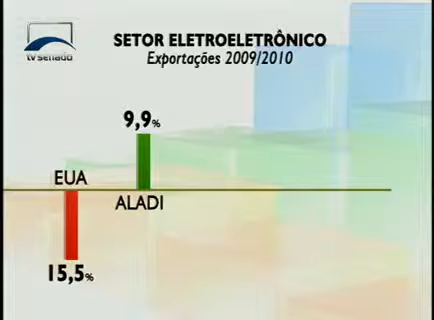 tv senado
SETOR ELETROELETRÔNICO
Exportações 2009/2010
9,9%
EUA
ALADI
15,5%